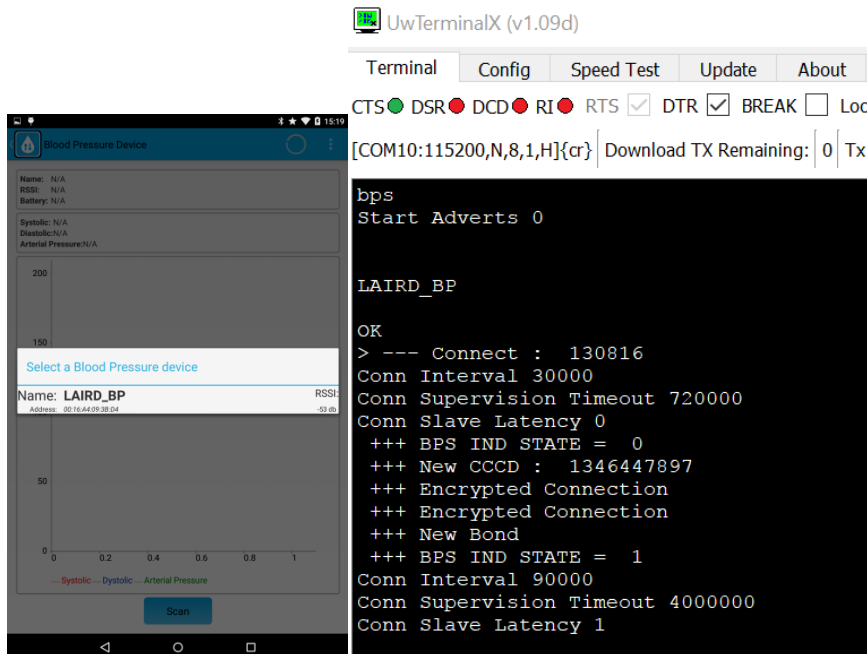 15:19
Blood Pressure Device
Name: N/A
RSSI: N/A
Battery: N/A
Systolic: N/A
Diastolic:N/A
Arterial Pressure:N/A
200
150
Select a Blood Pressure device
Name: LAIRD_BP RSSI:
Address: 00:16:A4:09:3B:04 -53 db
50
0
0 0.2 0.4 0.6 0.8 1
Systolic Dystolic Arterial Pressure
Scan
UwTerminalX (v1.09d)
Terminal Config Speed Test Update About
CTS DSR DCD RI RTS DTR BREAK Loc
[COM10:115200,N,8,1,H]{cr} Download TX Remaining: 0 Tx
bps
Start Adverts 0
LAIRD_BP
OK
> --- Connect : 130816
Conn Interval 30000
Conn Supervision Timeout 720000
Conn Slave Latency 0
+++ BPS IND STATE = 0
+++ New CCCD : 1346447897
+++ Encrypted Connection
+++ Encrypted Connection
+++ New Bond
+++ BPS IND STATE = 1
Conn Interval 90000
Conn Supervision Timeout 4000000
Conn Slave Latency 1